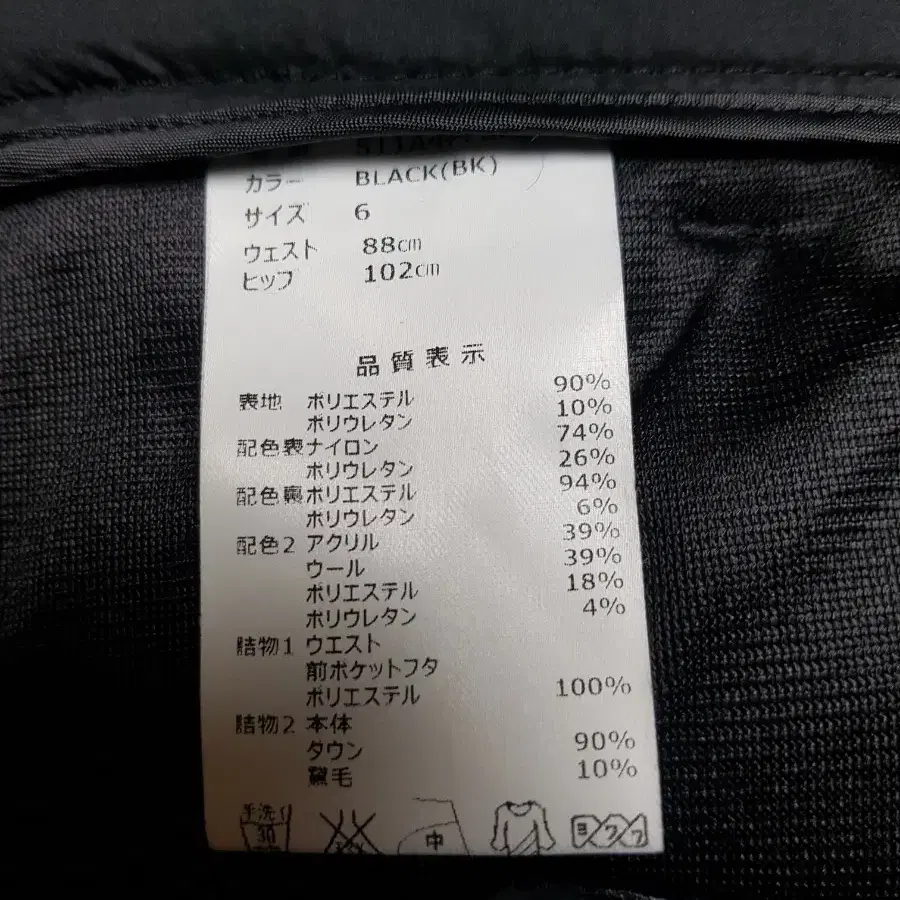 カラー BLACK(BK)
サイズ 6
ウェスト 88cm
ヒップ 102cm
品質表示
表地 ポリエステル 90%
ポリウレタン 10%
配色表 ナイロン 74%
ポリウレタン 26%
配色裏 ポリエステル 94%
ポリウレタン 6%
配色2 アクリル 39%
ウール 39%
ポリエステル 18%
ポリウレタン 4%
詰物1 ウエスト
前ポケットフタ
ポリエステル 100%
詰物2 本体
ダウン 90%
30 中 ヨワク